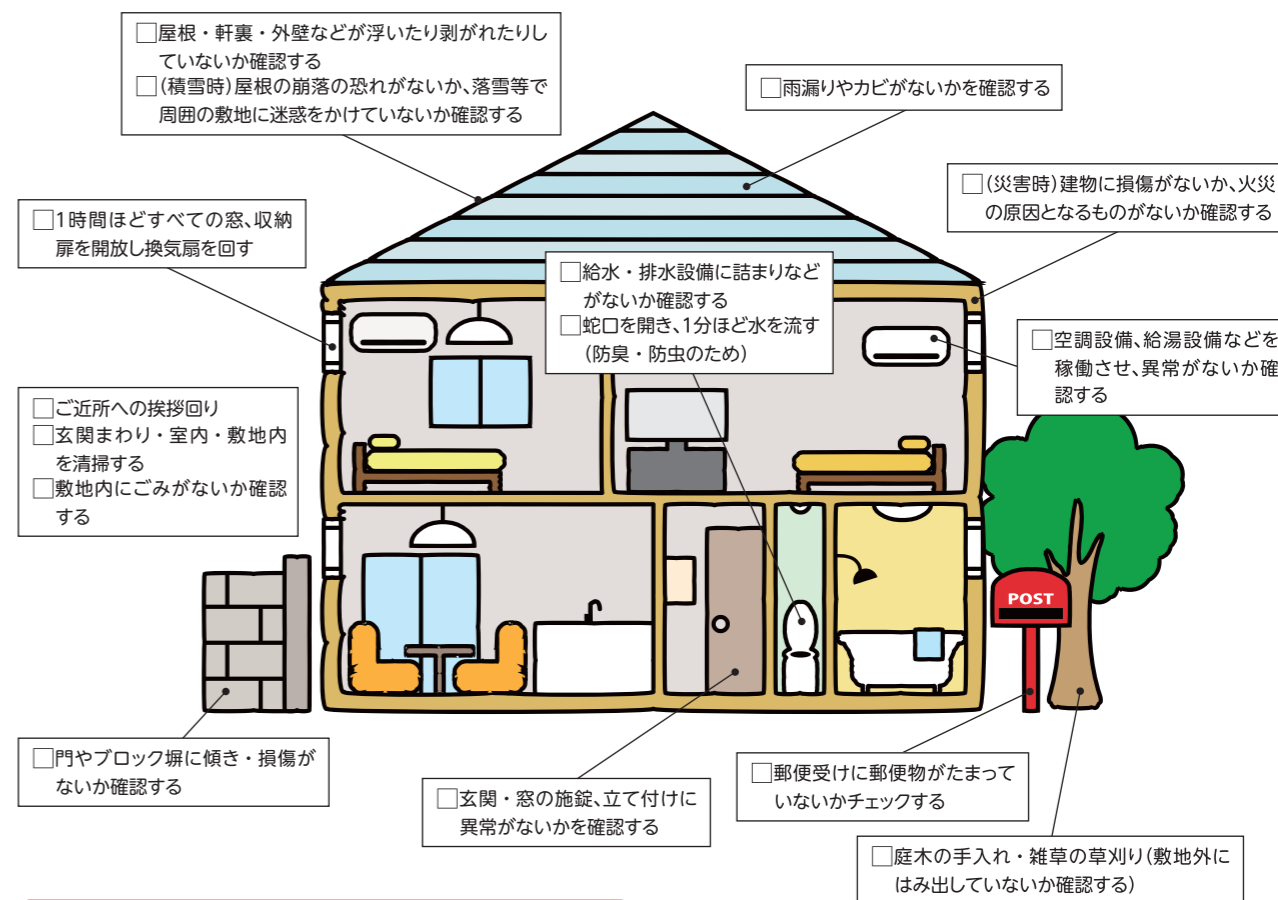 □屋根・軒裏・外壁などが浮いたり剥がれたりし
ていないか確認する
□(積雪時)屋根の崩落の恐れがないか、落雪等で
周囲の敷地に迷惑をかけていないか確認する
□雨漏りやカビがないかを確認する
□(災害時)建物に損傷がないか、火災
の原因となるものがないか確認する
□1時間ほどすべての窓、収納
扉を開放し換気扇を回す
□給水・排水設備に詰まりなど
がないか確認する
□蛇口を開き、1分ほど水を流す
(防臭・防虫のため)
□空調設備、給湯設備などを
稼働させ、異常がないか確
認する
□ご近所への挨拶回り
□玄関まわり・室内・敷地内
を清掃する
□敷地内にごみがないか確認
する
POST
□門やブロック塀に傾き・損傷が
ないか確認する
□玄関・窓の施錠、立て付けに
異常がないかを確認する
□郵便受けに郵便物がたまって
いないかチェックする
□庭木の手入れ・雑草の草刈り(敷地外に
はみ出していないか確認する)